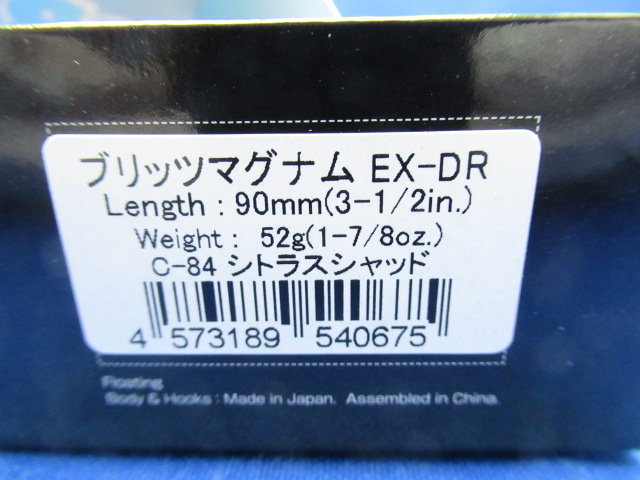 ブリッツマグナム EX-DR
Length : 90mm(3-1/2in.)
Weight : 52g(1-7/8oz.)
C-84 シトラスシャッド
4 573189 540675
Floating
Body & Hooks : Made in Japan. Assembled in China.